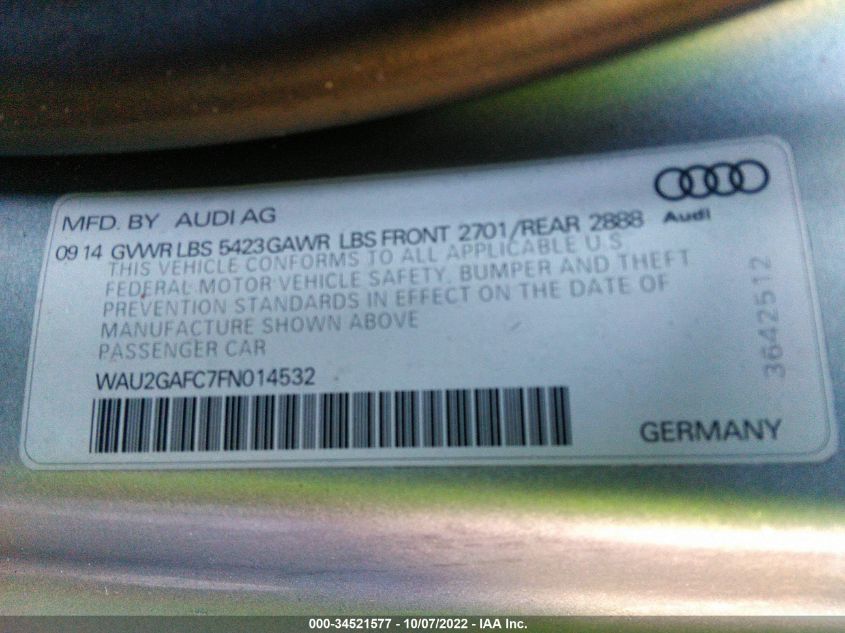 MFD. BY AUDI AG
Audi
09 14 GVWR LBS 5423 GAWR LBS FRONT 2701/REAR 2888
THIS VEHICLE CONFORMS TO ALL APPLICABLE U.S
FEDERAL MOTOR VEHICLE SAFETY, BUMPER AND THEFT
PREVENTION STANDARDS IN EFFECT ON THE DATE OF
MANUFACTURE SHOWN ABOVE
PASSENGER CAR
WAU2GAFC7FN014532
3642512
GERMANY
000-34521577 - 10/07/2022 - IAA Inc.